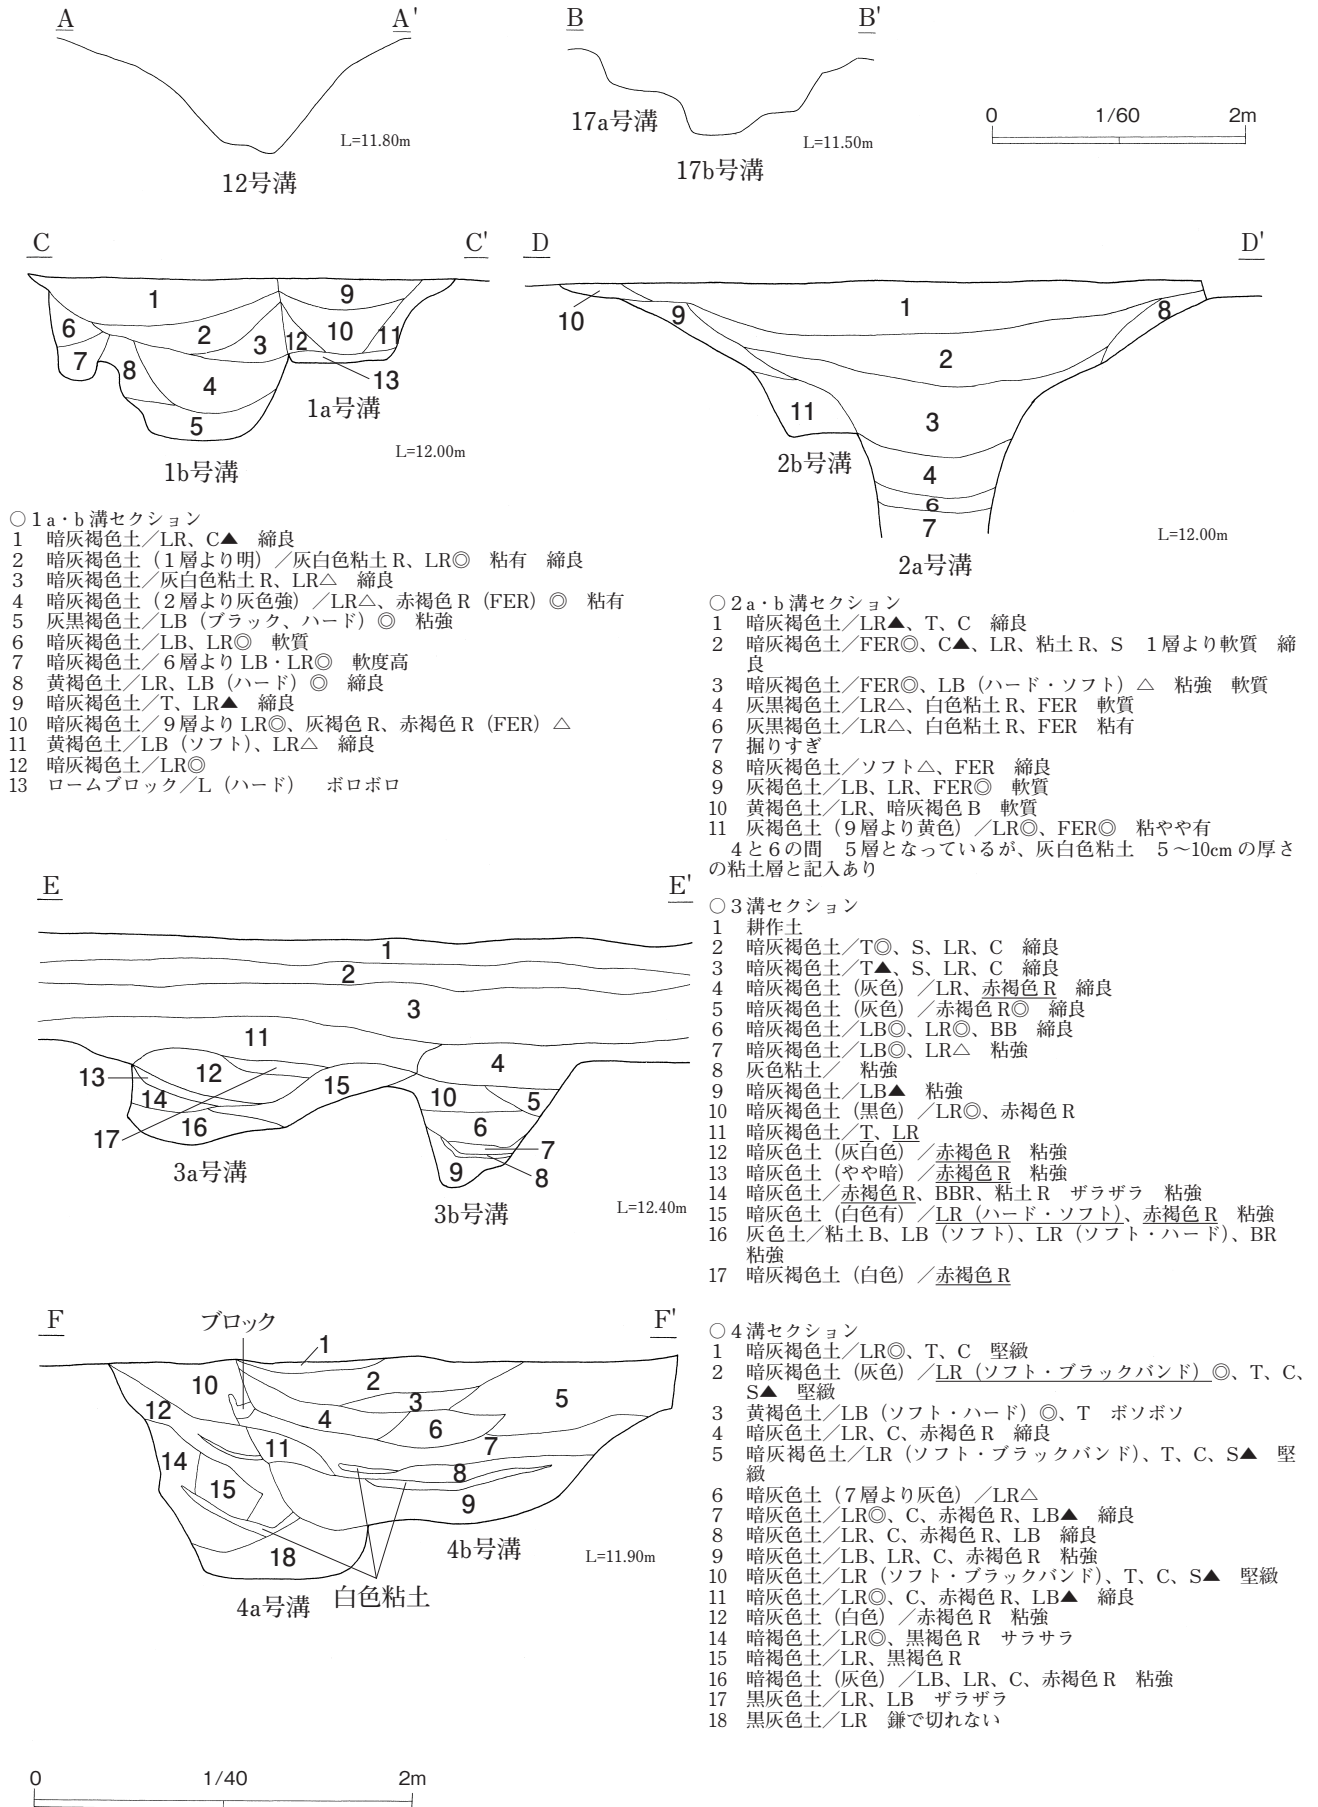 A A'
L=11.80m
12号溝
B B'
17a号溝
L=11.50m
17b号溝
0 1/60 2m
C C'
1
9
6
2
3
12
10
11
7
8
4
13
5
1a号溝
L=12.00m
1b号溝
D D'
1
10
9
8
2
11
3
2b号溝
4
6
7
L=12.00m
2a号溝
○1a・b溝セクション
1 暗灰褐色土／LR、C▲ 締良
2 暗灰褐色土（1層より明）／灰白色粘土R、LR◎ 粘有 締良
3 暗灰褐色土／灰白色粘土R、LR△ 締良
4 暗灰褐色土（2層より灰色強）／LR△、赤褐色R（FER）◎ 粘有
5 灰黒褐色土／LB（ブラック、ハード）◎ 粘強
6 暗灰褐色土／LB、LR◎ 軟質
7 暗灰褐色土／6層よりLB・LR◎ 軟度高
8 黄褐色土／LR、LB（ハード）◎ 締良
9 暗灰褐色土／T、LR▲ 締良
10 暗灰褐色土／9層よりLR◎、灰褐色R、赤褐色R（FER）△
11 黄褐色土／LB（ソフト）、LR△ 締良
12 暗灰褐色土／LR◎
13 ロームブロック／L（ハード） ボロボロ
○2a・b溝セクション
1 暗灰褐色土／LR▲、T、C 締良
2 暗灰褐色土／FER◎、C▲、LR、粘土R、S 1層より軟質 締
良
3 暗灰褐色土／FER◎、LB（ハード・ソフト）△ 粘強 軟質
4 灰黒褐色土／LR△、白色粘土R、FER 軟質
6 灰黒褐色土／LR△、白色粘土R、FER 粘有
7 掘りすぎ
8 暗灰褐色土／ソフト△、FER 締良
9 灰褐色土／LB、LR、FER◎ 軟質
10 黄褐色土／LR、暗灰褐色B 軟質
11 灰褐色土（9層より黄色）／LR◎、FER◎ 粘やや有
4と6の間 5層となっているが、灰白色粘土 5～10cmの厚さ
の粘土層と記入あり
E E'
1
2
3
11
4
13
12
15
14
10
5
17
16
6
7
8
9
3a号溝
3b号溝
L=12.40m
○3溝セクション
1 耕作土
2 暗灰褐色土／T◎、S、LR、C 締良
3 暗灰褐色土／T▲、S、LR、C 締良
4 暗灰褐色土（灰色）／LR、赤褐色R 締良
5 暗灰褐色土（灰色）／赤褐色R◎ 締良
6 暗灰褐色土／LB◎、LR◎、BB 締良
7 暗灰褐色土／LB◎、LR△ 粘強
8 灰色粘土／ 粘強
9 暗灰褐色土／LB▲ 粘強
10 暗灰褐色土（黒色）／LR◎、赤褐色R
11 暗灰褐色土／T、LR
12 暗灰色土（灰白色）／赤褐色R 粘強
13 暗灰色土（やや暗）／赤褐色R 粘強
14 暗灰色土／赤褐色R、BBR、粘土R ザラザラ 粘強
15 暗灰色土（白色有）／LR（ハード・ソフト）、赤褐色R 粘強
16 灰色土／粘土B、LB（ソフト）、LR（ソフト・ハード）、BR
粘強
17 暗灰褐色土（白色）／赤褐色R
F F'
ブロック
1
10
2
5
3
12
4
6
11
7
14
8
15
9
18
4b号溝
L=11.90m
4a号溝
白色粘土
○4溝セクション
1 暗灰褐色土／LR◎、T、C 堅緻
2 暗灰褐色土（灰色）／LR（ソフト・ブラックバンド）◎、T、C、
S▲ 堅緻
3 黄褐色土／LB（ソフト・ハード）◎、T ボソボソ
4 暗灰色土／LR、C、赤褐色R 締良
5 暗灰褐色土／LR（ソフト・ブラックバンド）、T、C、S▲ 堅
緻
6 暗灰色土（7層より灰色）／LR△
7 暗灰色土／LR◎、C、赤褐色R、LB▲ 締良
8 暗灰色土／LR、C、赤褐色R、LB 締良
9 暗灰色土／LB、LR、C、赤褐色R 粘強
10 暗灰色土／LR（ソフト・ブラックバンド）、T、C、S▲ 堅緻
11 暗灰色土／LR◎、C、赤褐色R、LB▲ 締良
12 暗灰色土（白色）／赤褐色R 粘強
14 暗褐色土／LR◎、黒褐色R サラサラ
15 暗褐色土／LR、黒褐色R
16 暗褐色土（灰色）／LB、LR、C、赤褐色R 粘強
17 黒灰色土／LR、LB ザラザラ
18 黒灰色土／LR 鎌で切れない
0 1/40 2m